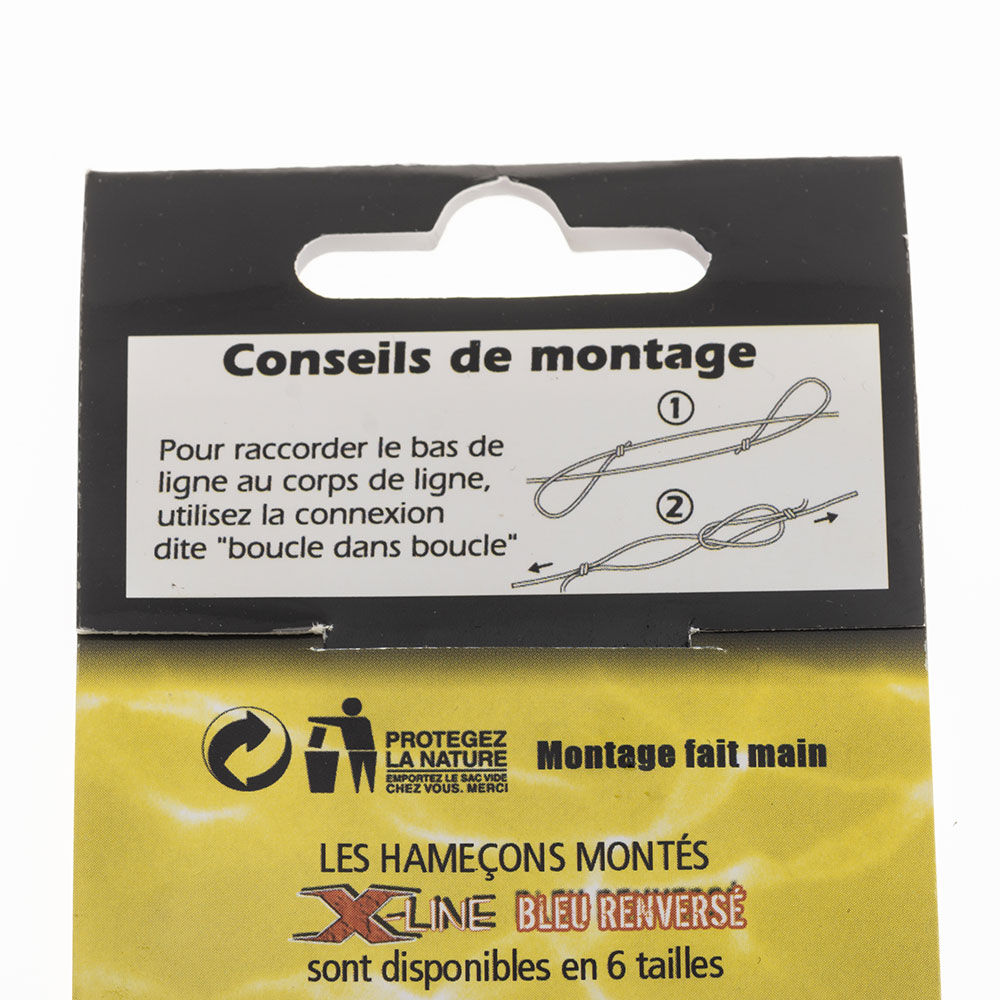 Conseils de montage
Pour raccorder le bas de
ligne au corps de ligne,
utilisez la connexion
dite "boucle dans boucle"
1
2
PROTEGEZ
LA NATURE
EMPORTEZ LE SAC VIDE
CHEZ VOUS. MERCI
Montage fait main
LES HAMEÇONS MONTÉS
X-LINE BLEU RENVERSÉ
sont disponibles en 6 tailles